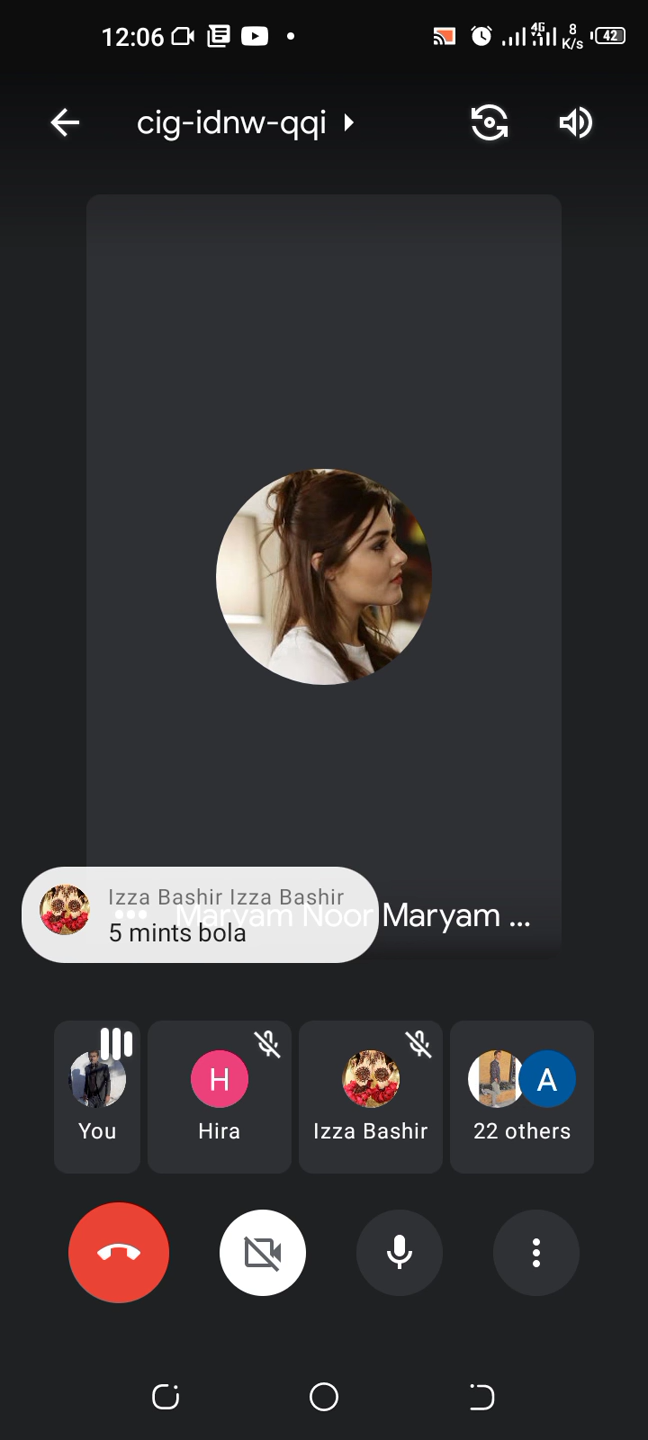 12:06
4G
8
K/s
42
cig-idnw-qqi
Izza Bashir Izza Bashir
Maryam Noor Maryam ...
5 mints bola
You
H
Hira
Izza Bashir
A
22 others